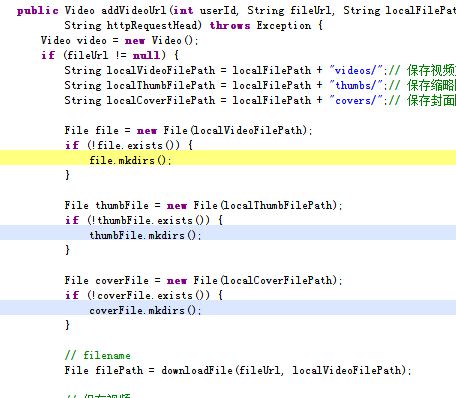 public Video addVideoUrl(int userId, String fileUrl, String localFilePat
String httpRequestHead) throws Exception {
Video video = new Video();
if (fileUrl != null) {
String localVideoFilePath = localFilePath + "videos/";// 保存视频
String localThumbFilePath = localFilePath + "thumbs/";// 保存缩略
String localCoverFilePath = localFilePath + "covers/";// 保存封面
File file = new File(localVideoFilePath);
if (!file.exists()) {
file.mkdirs();
}
File thumbFile = new File(localThumbFilePath);
if (!thumbFile.exists()) {
thumbFile.mkdirs();
}
File coverFile = new File(localCoverFilePath);
if (!coverFile.exists()) {
coverFile.mkdirs();
}
// filename
File filePath = downloadFile(fileUrl, localVideoFilePath);
// 保存视频